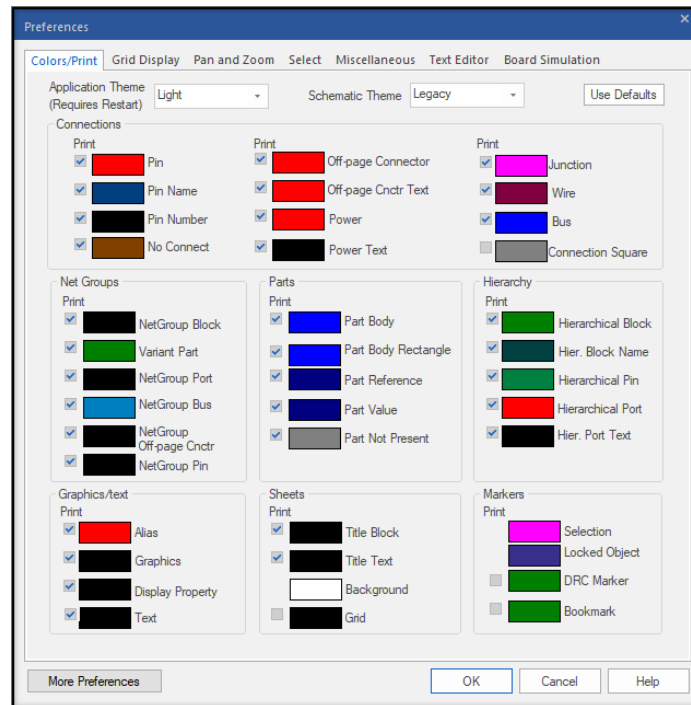 Preferences
Colors/Print Grid Display Pan and Zoom Select Miscellaneous Text Editor Board Simulation
Application Theme
(Requires Restart)
Light
Schematic Theme
Legacy
Use Defaults
Connections
Print
Pin
Pin Name
Pin Number
No Connect
Print
Off-page Connector
Off-page Cnctr Text
Power
Power Text
Print
Junction
Wire
Bus
Connection Square
Net Groups
Print
NetGroup Block
Variant Part
NetGroup Port
NetGroup Bus
NetGroup
Off-page Cnctr
NetGroup Pin
Parts
Print
Part Body
Part Body Rectangle
Part Reference
Part Value
Part Not Present
Hierarchy
Print
Hierarchical Block
Hier. Block Name
Hierarchical Pin
Hierarchical Port
Hier. Port Text
Graphics/text
Print
Alias
Graphics
Display Property
Text
Sheets
Print
Title Block
Title Text
Background
Grid
Markers
Print
Selection
Locked Object
DRC Marker
Bookmark
More Preferences
OK
Cancel
Help